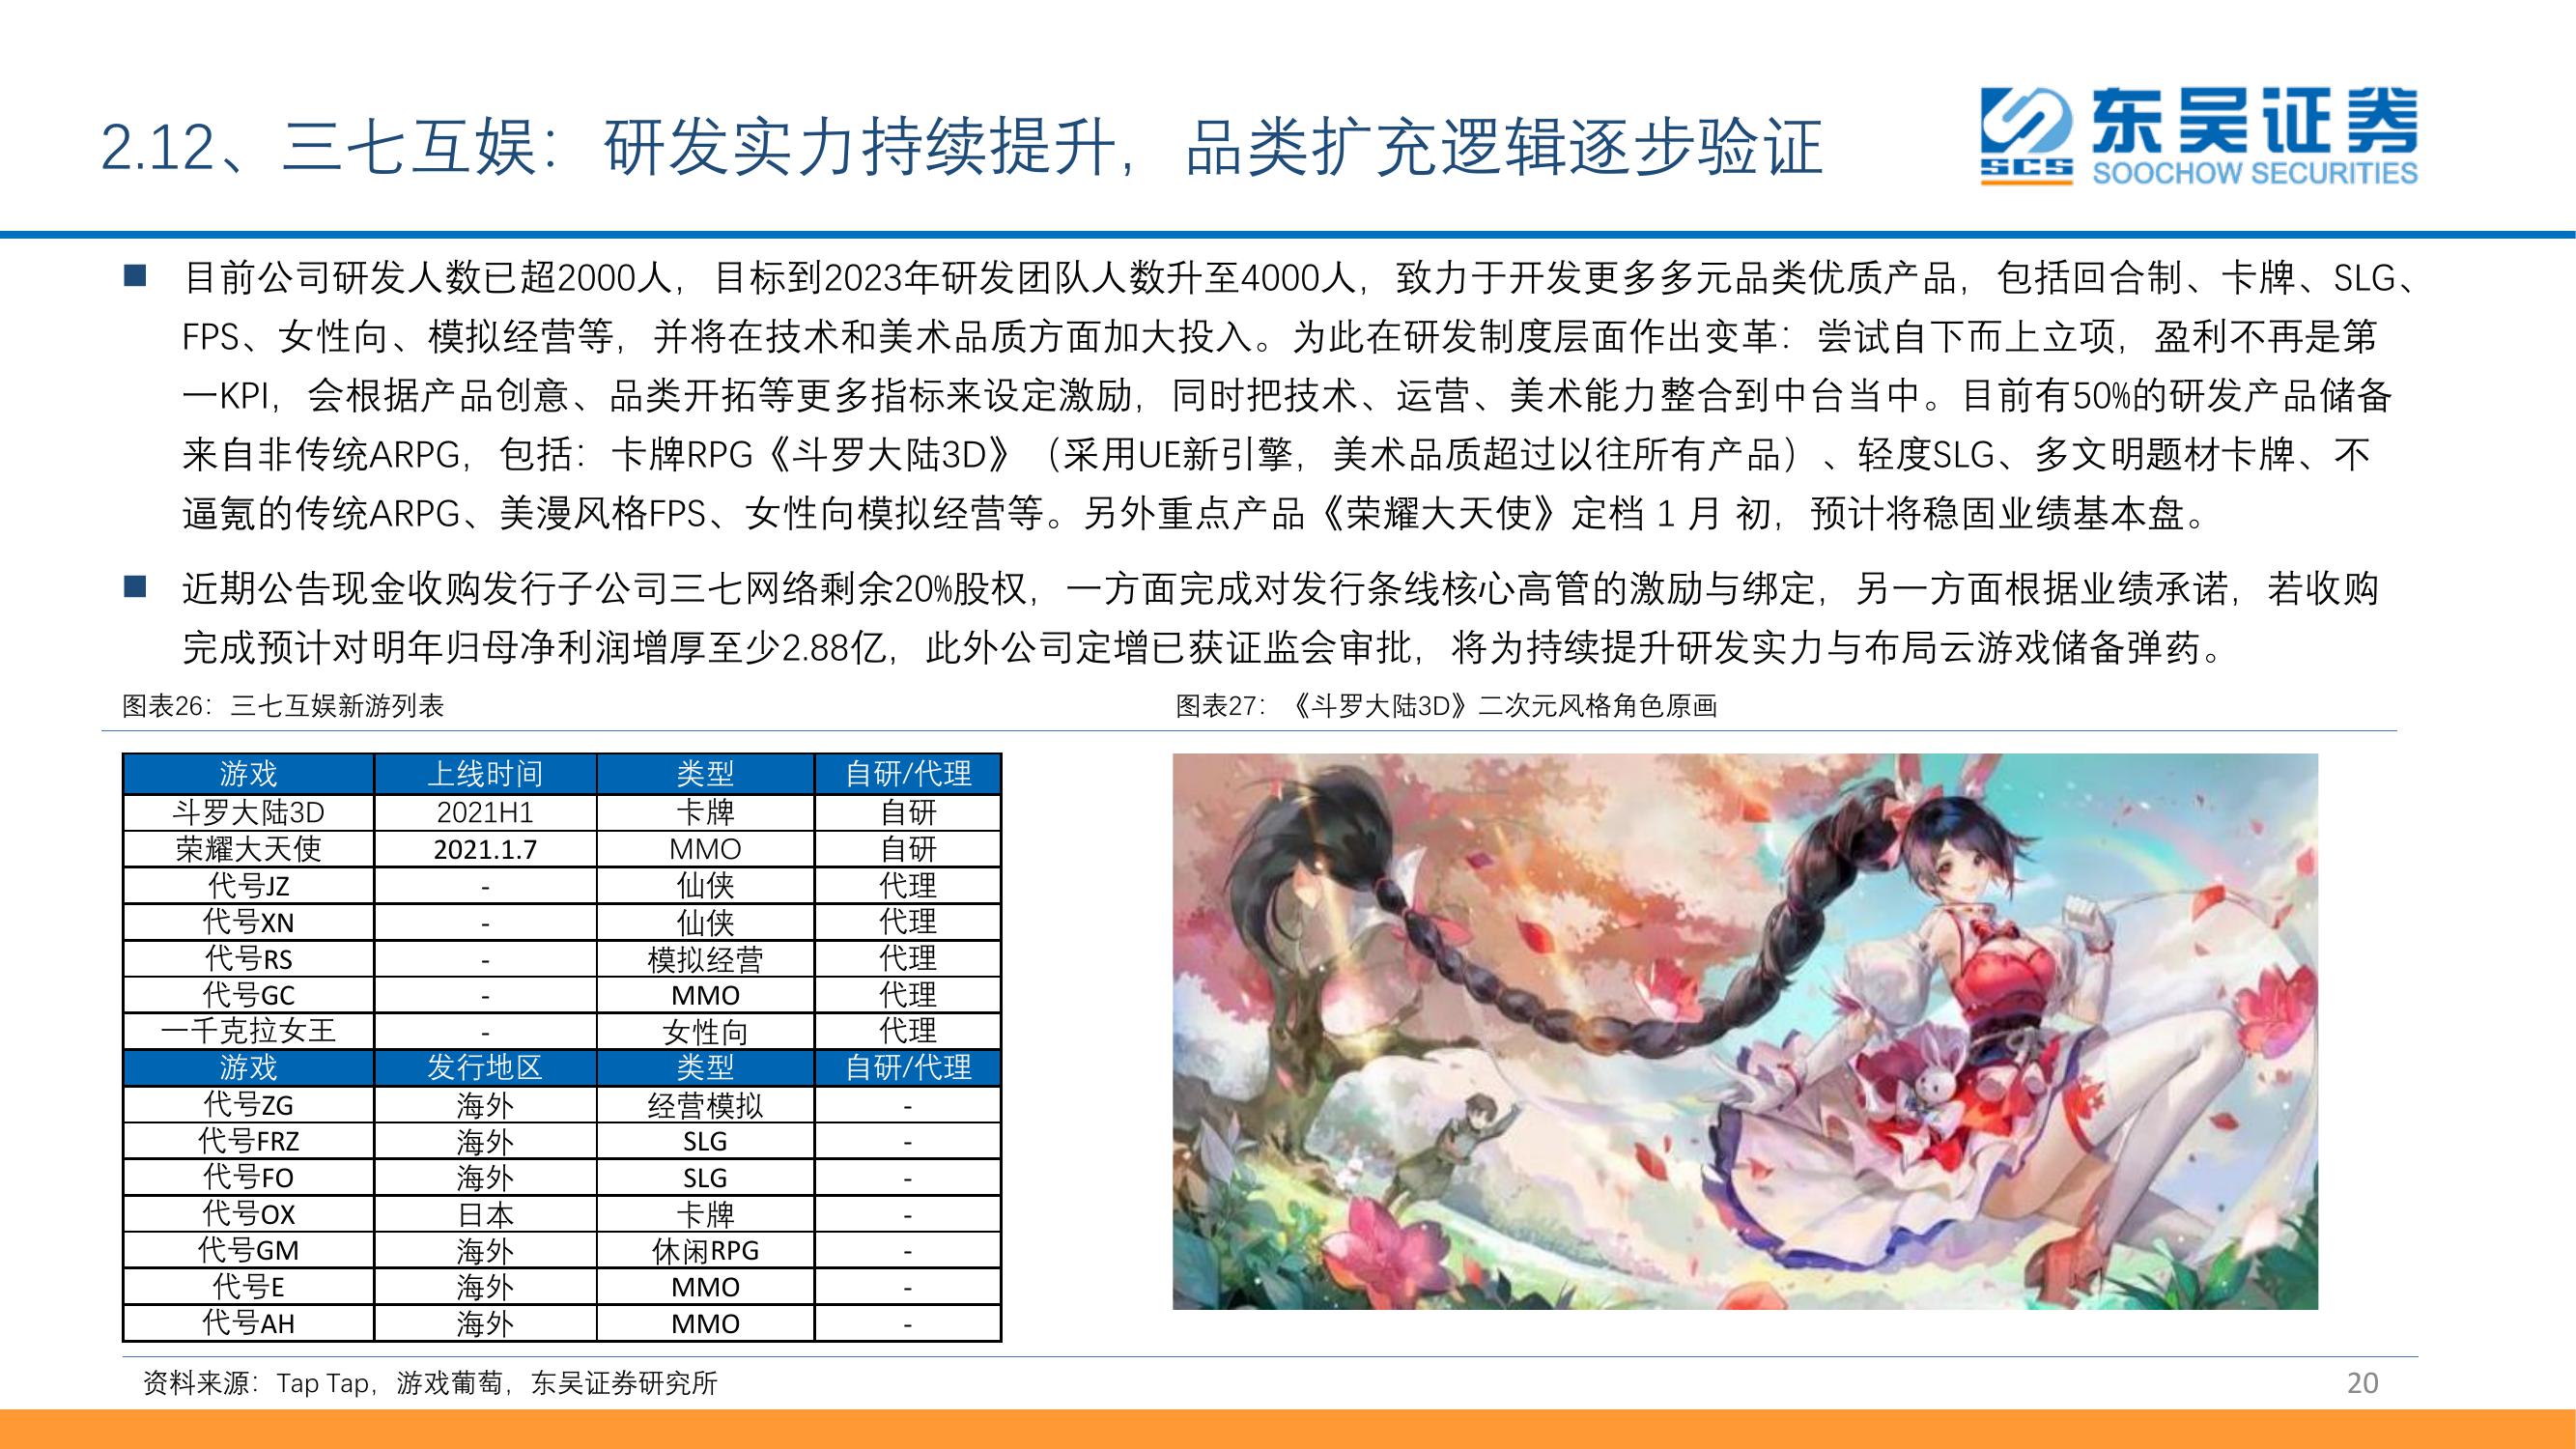 2.12、三七互娱：研发实力持续提升，品类扩充逻辑逐步验证
SCS
东吴证券
SOOCHOW SECURITIES
■ 目前公司研发人数已超2000人，目标到2023年研发团队人数升至4000人，致力于开发更多多元品类优质产品，包括回合制、卡牌、SLG、
FPS、女性向、模拟经营等，并将在技术和美术品质方面加大投入。为此在研发制度层面作出变革：尝试自下而上立项，盈利不再是第
一KPI，会根据产品创意、品类开拓等更多指标来设定激励，同时把技术、运营、美术能力整合到中台当中。目前有50%的研发产品储备
来自非传统ARPG，包括：卡牌RPG《斗罗大陆3D》（采用UE新引擎，美术品质超过以往所有产品）、轻度SLG、多文明题材卡牌、不
逼氪的传统ARPG、美漫风格FPS、女性向模拟经营等。另外重点产品《荣耀大天使》定档 1 月 初，预计将稳固业绩基本盘。
■ 近期公告现金收购发行子公司三七网络剩余20%股权，一方面完成对发行条线核心高管的激励与绑定，另一方面根据业绩承诺，若收购
完成预计对明年归母净利润增厚至少2.88亿，此外公司定增已获证监会审批，将为持续提升研发实力与布局云游戏储备弹药。
图表26：三七互娱新游列表
游戏 上线时间 类型 自研/代理
斗罗大陆3D 2021H1 卡牌 自研
荣耀大天使 2021.1.7 MMO 自研
代号JZ - 仙侠 代理
代号XN - 仙侠 代理
代号RS - 模拟经营 代理
代号GC - MMO 代理
一千克拉女王 - 女性向 代理
游戏 发行地区 类型 自研/代理
代号ZG 海外 经营模拟 -
代号FRZ 海外 SLG -
代号FO 海外 SLG -
代号OX 日本 卡牌 -
代号GM 海外 休闲RPG -
代号E 海外 MMO -
代号AH 海外 MMO -
图表27：《斗罗大陆3D》二次元风格角色原画
资料来源：Tap Tap，游戏葡萄，东吴证券研究所
20